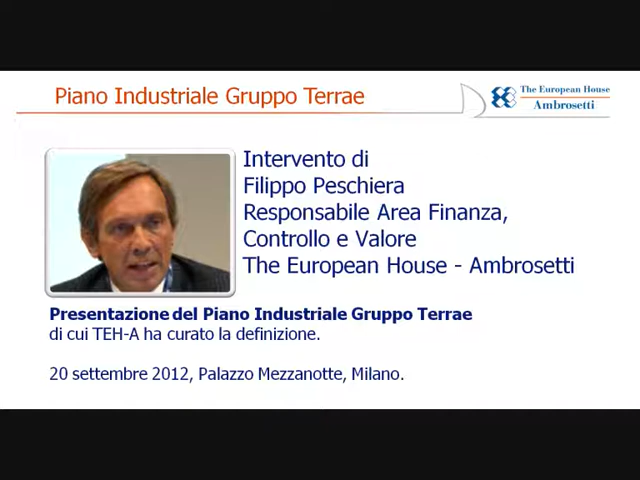 Piano Industriale Gruppo Terrae
The European House
Ambrosetti
Intervento di
Filippo Peschiera
Responsabile Area Finanza,
Controllo e Valore
The European House - Ambrosetti
Presentazione del Piano Industriale Gruppo Terrae
di cui TEH-A ha curato la definizione.
20 settembre 2012, Palazzo Mezzanotte, Milano.